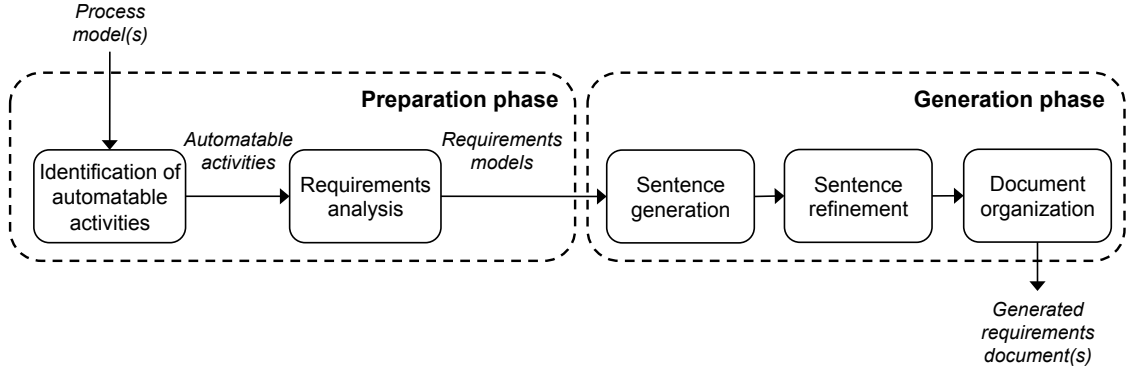 Process
model(s)
Preparation phase
Generation phase
Automatable
activities
Requirements
models
Identification of
automatable
activities
Requirements
analysis
Sentence
generation
Sentence
refinement
Document
organization
Generated
requirements
document(s)